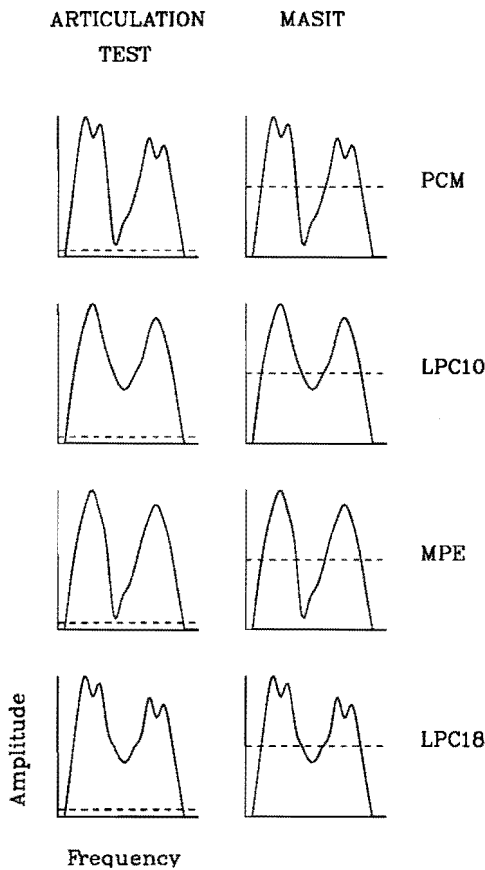 ARTICULATION
TEST
MASIT
PCM
LPC10
MPE
LPC18
Amplitude
Frequency